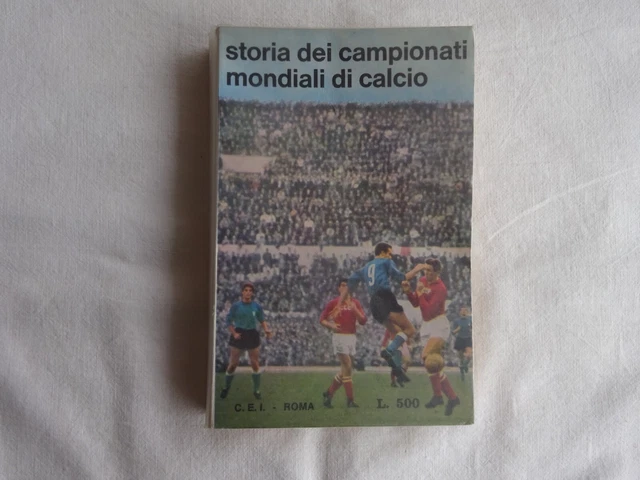 storia dei campionati
mondiali di calcio
9
C. E. I. - ROMA L. 500